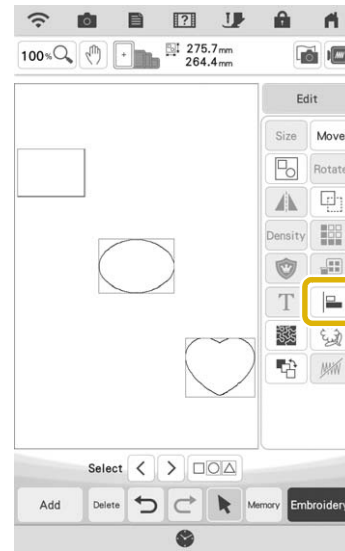 100%
275.7 mm
264.4 mm
Edit
Size
Move
Rotate
Density
T
Select
Add
Delete
Memory
Embroidery